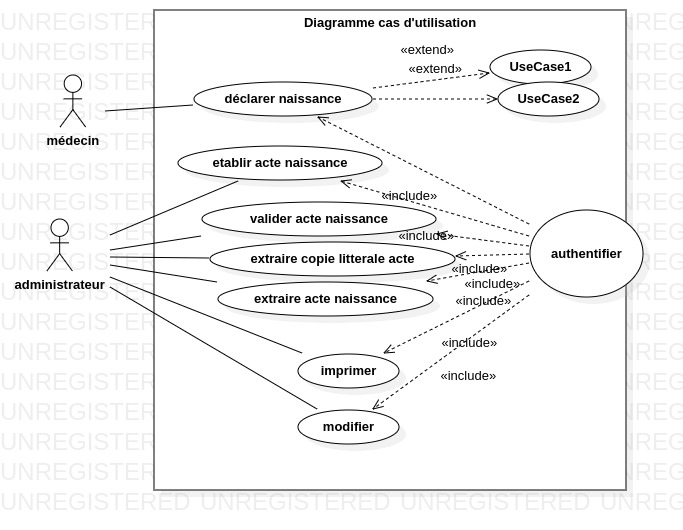 Diagramme cas d'utilisation
«extend»
UseCase1
«extend»
déclarer naissance
UseCase2
médecin
etablir acte naissance
«include»
valider acte naissance
«include»
authentifier
extraire copie litterale acte
«include»
administrateur
«include»
extraire acte naissance
«include»
«include»
imprimer
«include»
modifier
UNREGISTERED UNREGISTERED UNREGISTERED UNREG